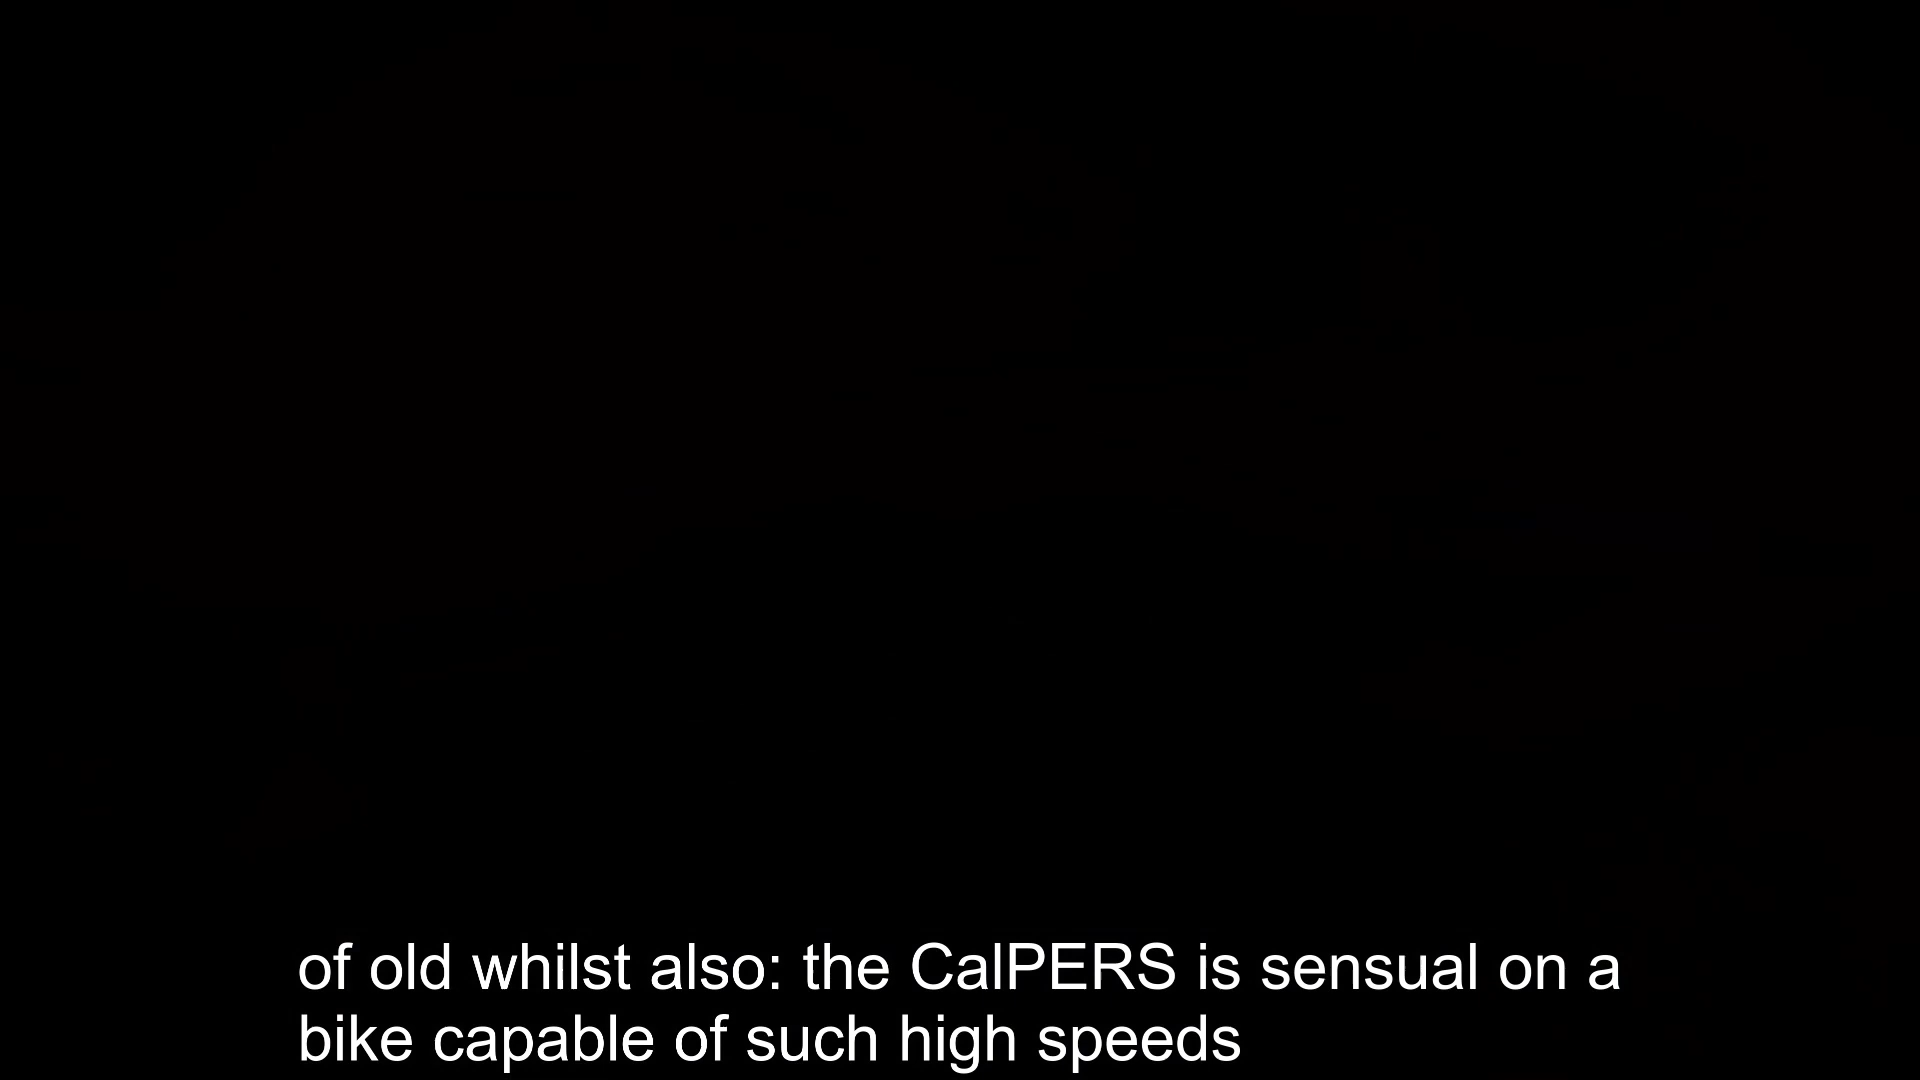 of old whilst also: the CalPERS is sensual on a
bike capable of such high speeds